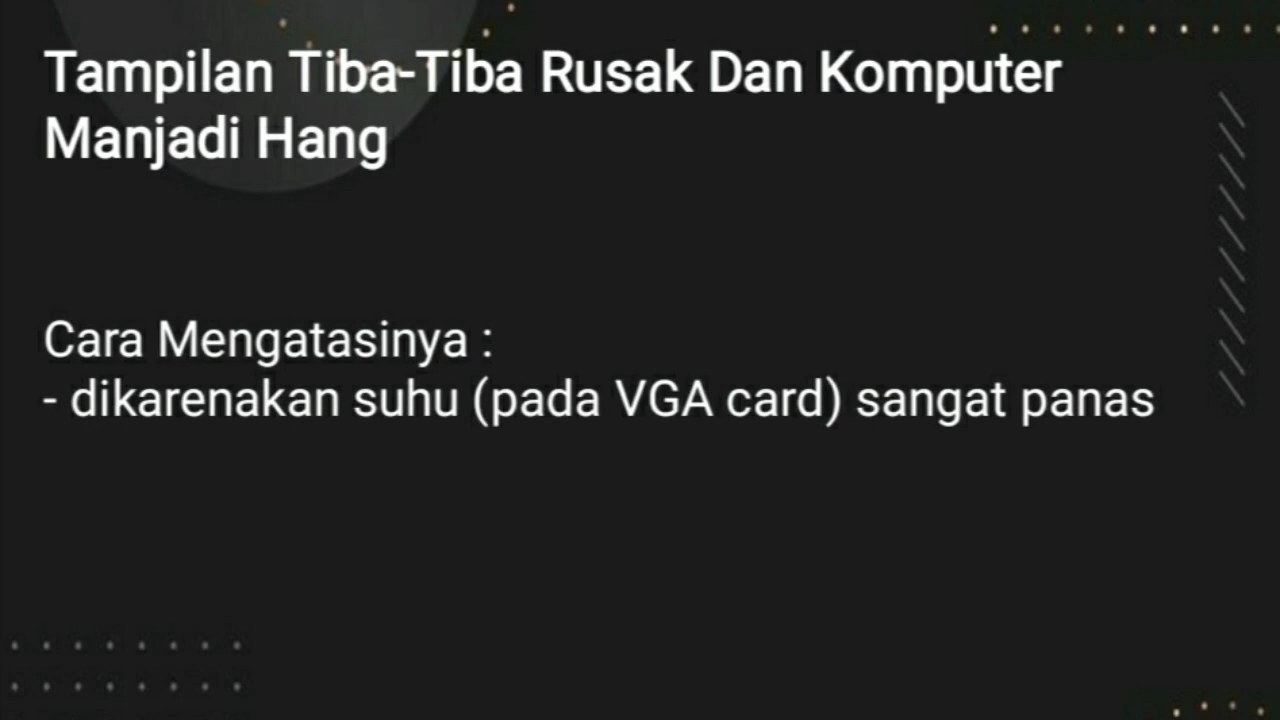 Tampilan Tiba-Tiba Rusak Dan Komputer
Manjadi Hang
Cara Mengatasinya :
- dikarenakan suhu (pada VGA card) sangat panas